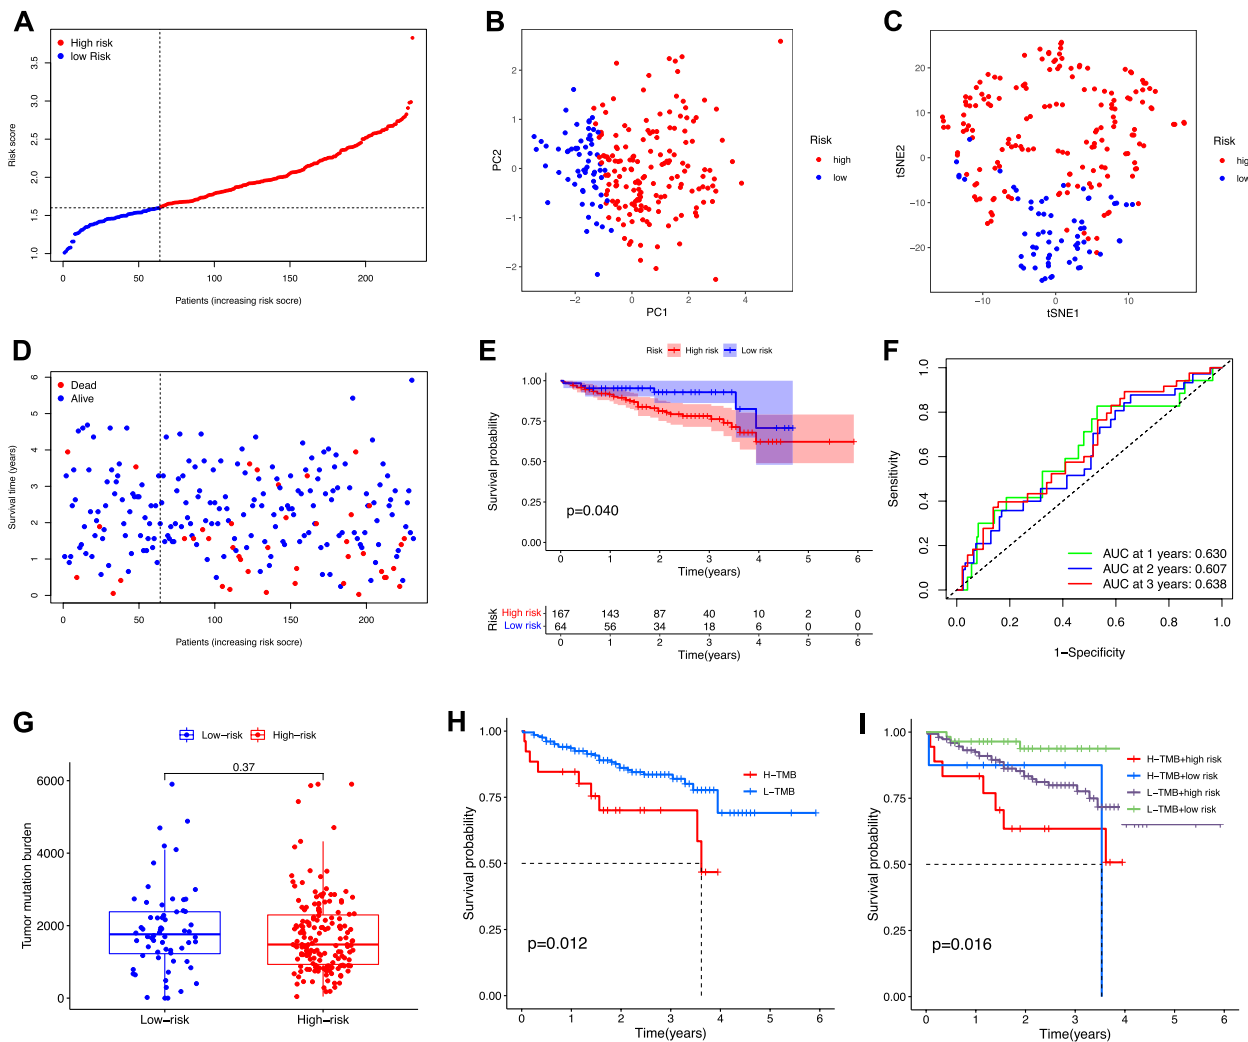 A
High risk
low Risk
Risk score
3.5
3.0
2.5
2.0
1.5
1.0
0
50
100
150
200
Patients (increasing risk socre)
B
PC2
2
1
0
−1
−2
−2
0
2
4
PC1
Risk
high
low
C
tSNE2
20
10
0
−10
−20
−10
0
10
tSNE1
Risk
high
low
D
Dead
Alive
Survival time (years)
6
5
4
3
2
1
0
0
50
100
150
200
Patients (increasing risk socre)
E
Risk High risk Low risk
Survival probability
1.00
0.75
0.50
0.25
0.00
p=0.040
0 1 2 3 4 5 6
Time(years)
Risk
High risk 167 143 87 40 10 2 0
Low risk 64 56 34 18 6 0 0
0 1 2 3 4 5 6
Time(years)
F
Sensitivity
1.0
0.8
0.6
0.4
0.2
0.0
AUC at 1 years: 0.630
AUC at 2 years: 0.607
AUC at 3 years: 0.638
0.0 0.2 0.4 0.6 0.8 1.0
1−Specificity
G
Low−risk High−risk
Tumor mutation burden
6000
4000
2000
0
0.37
Low−risk High−risk
H
Survival probability
1.00
0.75
0.50
0.25
0.00
H−TMB
L−TMB
p=0.012
0 1 2 3 4 5 6
Time(years)
I
Survival probability
1.00
0.75
0.50
0.25
0.00
H−TMB+high risk
H−TMB+low risk
L−TMB+high risk
L−TMB+low risk
p=0.016
0 1 2 3 4 5 6
Time(years)